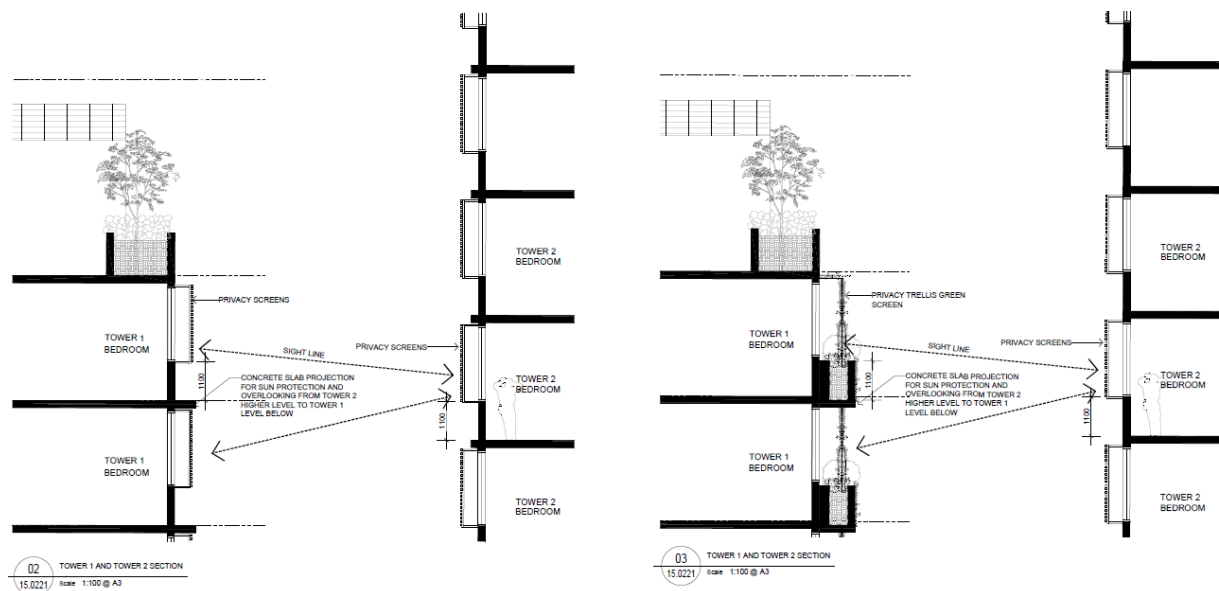 TOWER 2
BEDROOM
PRIVACY SCREENS
TOWER 1
BEDROOM
SIGHT LINE
PRIVACY SCREENS
1100
CONCRETE SLAB PROJECTION
FOR SUN PROTECTION AND
OVERLOOKING FROM TOWER 2
HIGHER LEVEL TO TOWER 1
LEVEL BELOW
TOWER 2
BEDROOM
1100
TOWER 1
BEDROOM
TOWER 2
BEDROOM
02
15.0221
TOWER 1 AND TOWER 2 SECTION
Scale 1:100 @ A3
TOWER 2
BEDROOM
PRIVACY TRELLIS GREEN
SCREEN
TOWER 1
BEDROOM
SIGHT LINE
PRIVACY SCREENS
1100
CONCRETE SLAB PROJECTION
FOR SUN PROTECTION AND
OVERLOOKING FROM TOWER 2
HIGHER LEVEL TO TOWER 1
LEVEL BELOW
TOWER 2
BEDROOM
1100
TOWER 1
BEDROOM
TOWER 2
BEDROOM
03
15.0221
TOWER 1 AND TOWER 2 SECTION
Scale 1:100 @ A3